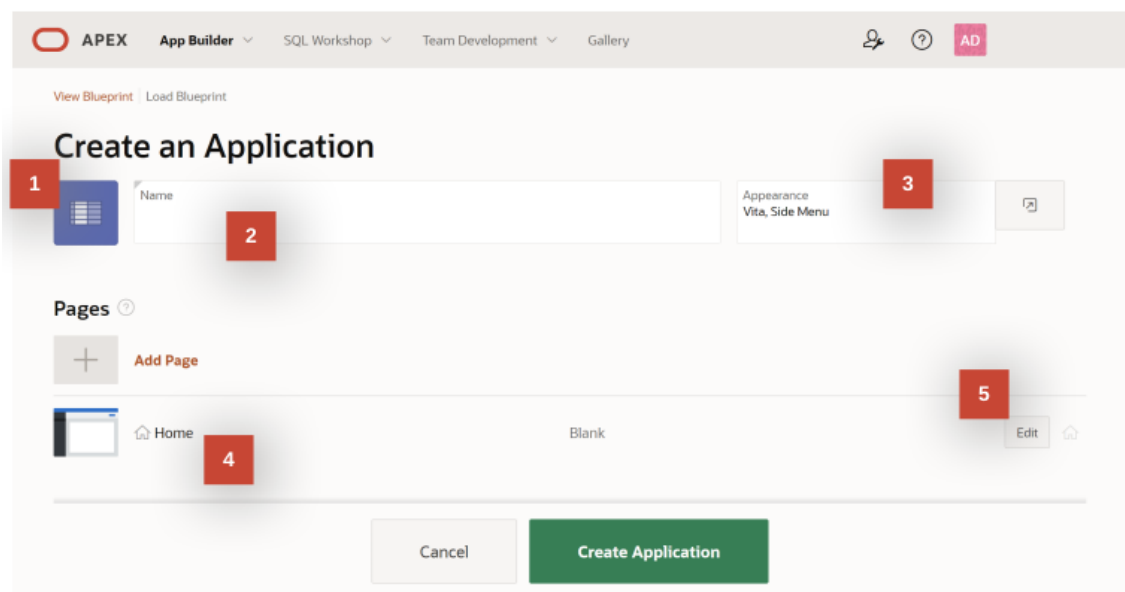 APEX App Builder SQL Workshop Team Development Gallery AD
View Blueprint Load Blueprint
Create an Application
1
Name
2
Appearance
Vita, Side Menu
3
Pages
Add Page
5
Home Blank Edit
4
Cancel Create Application